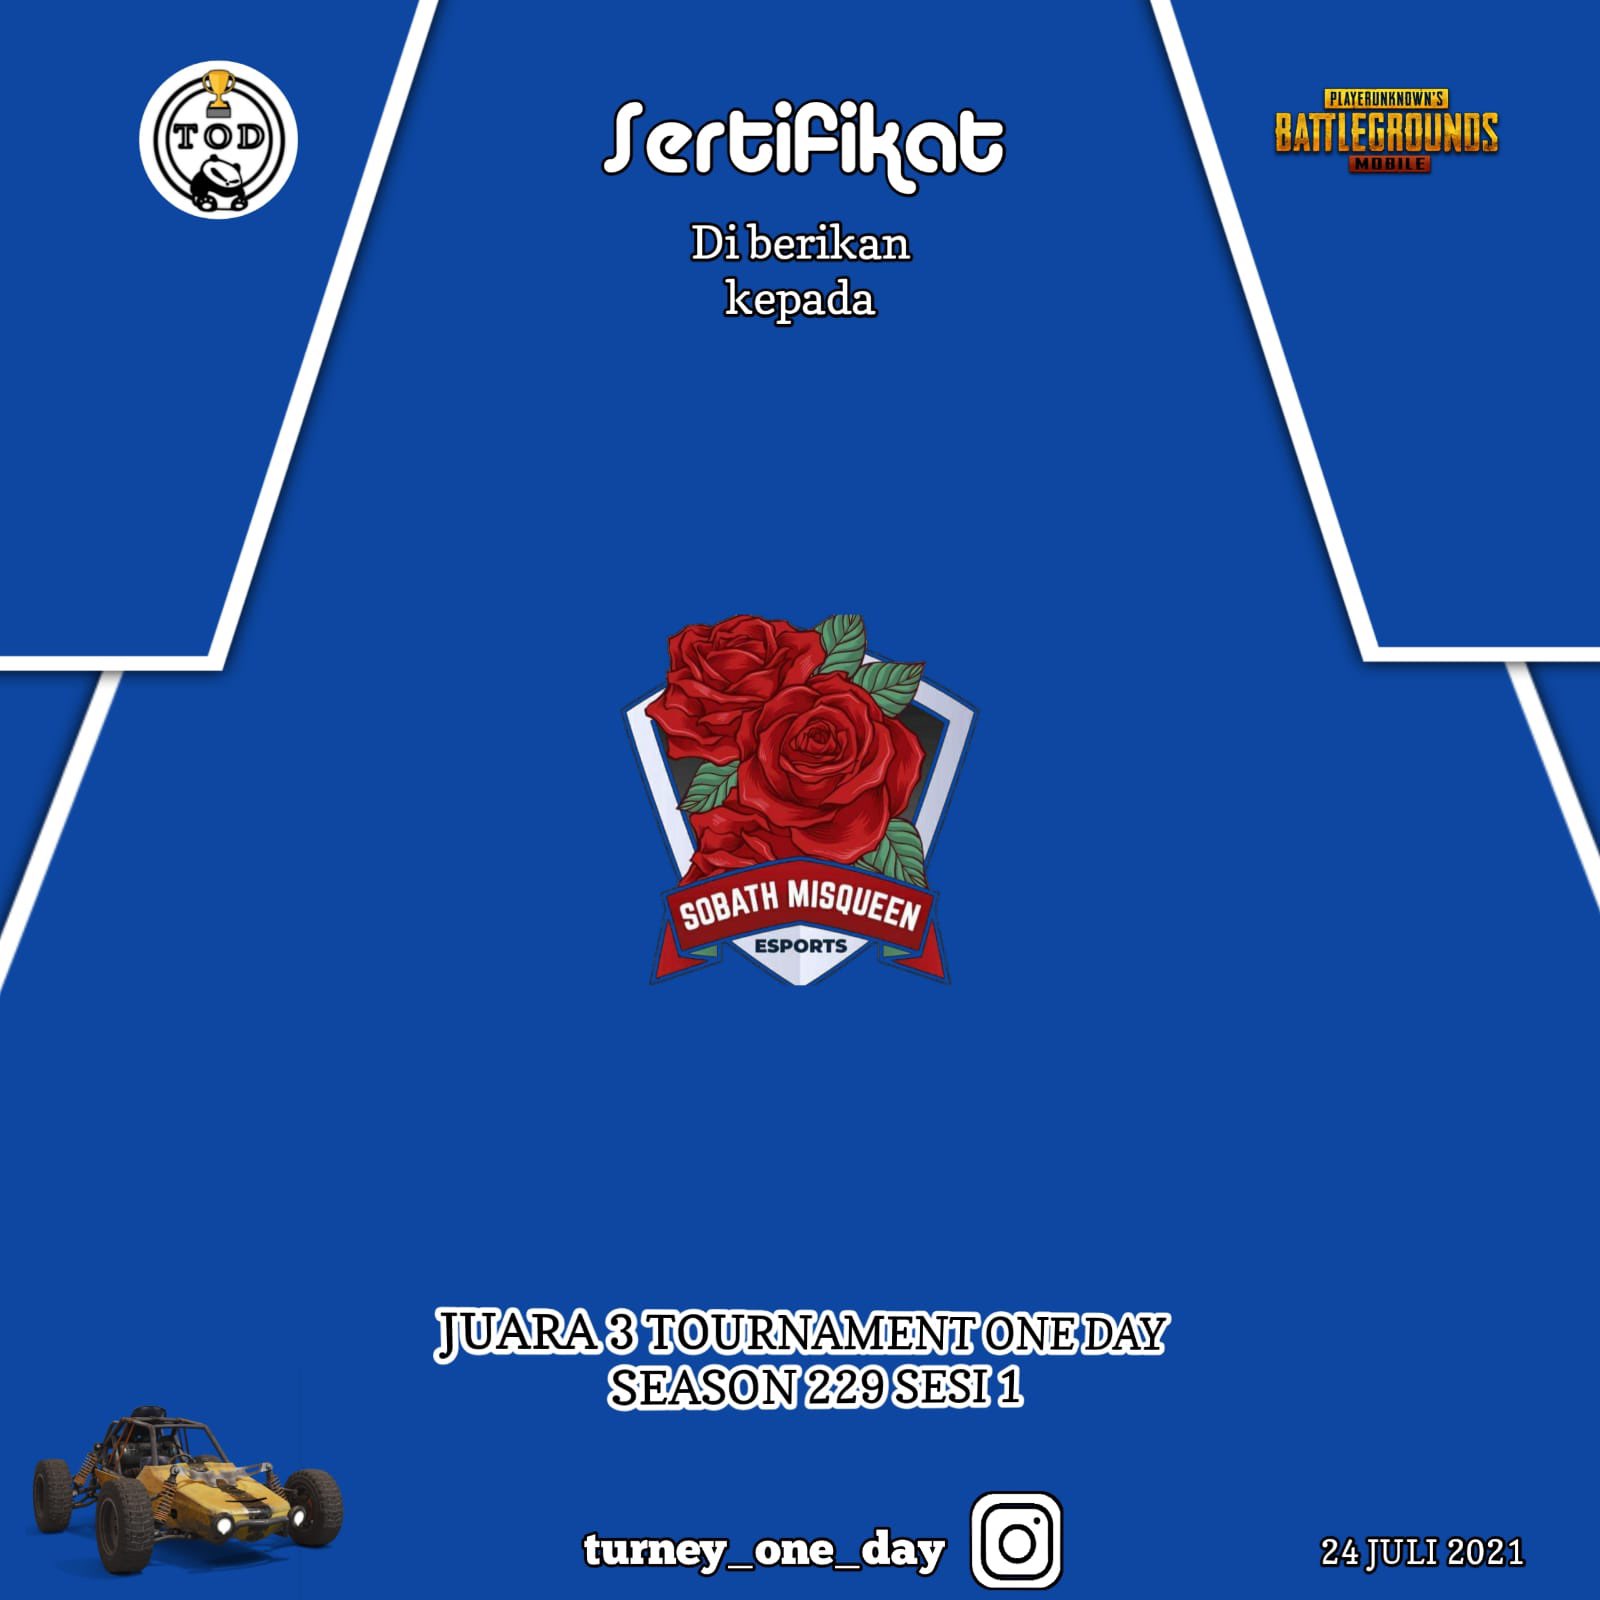 TOD
Sertifikat
PLAYERUNKNOWN'S
BATTLEGROUNDS
MOBILE
Di berikan
kepada
SOBATH MISQUEEN
ESPORTS
JUARA 3 TOURNAMENT ONE DAY
SEASON 229 SESI 1
turney_one_day
24 JULI 2021